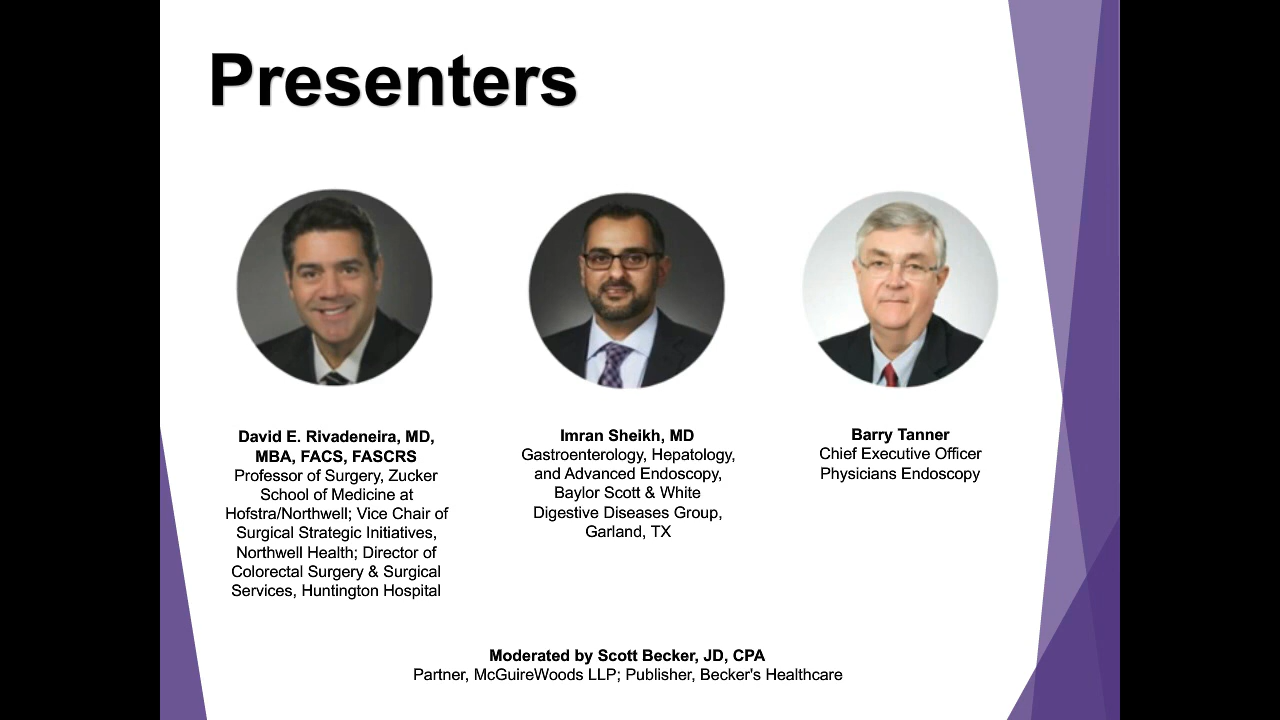 Presenters
David E. Rivadeneira, MD,
MBA, FACS, FASCRS
Professor of Surgery, Zucker
School of Medicine at
Hofstra/Northwell; Vice Chair of
Surgical Strategic Initiatives,
Northwell Health; Director of
Colorectal Surgery & Surgical
Services, Huntington Hospital
Imran Sheikh, MD
Gastroenterology, Hepatology,
and Advanced Endoscopy,
Baylor Scott & White
Digestive Diseases Group,
Garland, TX
Barry Tanner
Chief Executive Officer
Physicians Endoscopy
Moderated by Scott Becker, JD, CPA
Partner, McGuireWoods LLP; Publisher, Becker's Healthcare